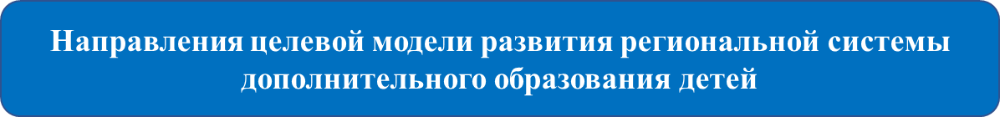 Направления целевой модели развития региональной системы
дополнительного образования детей